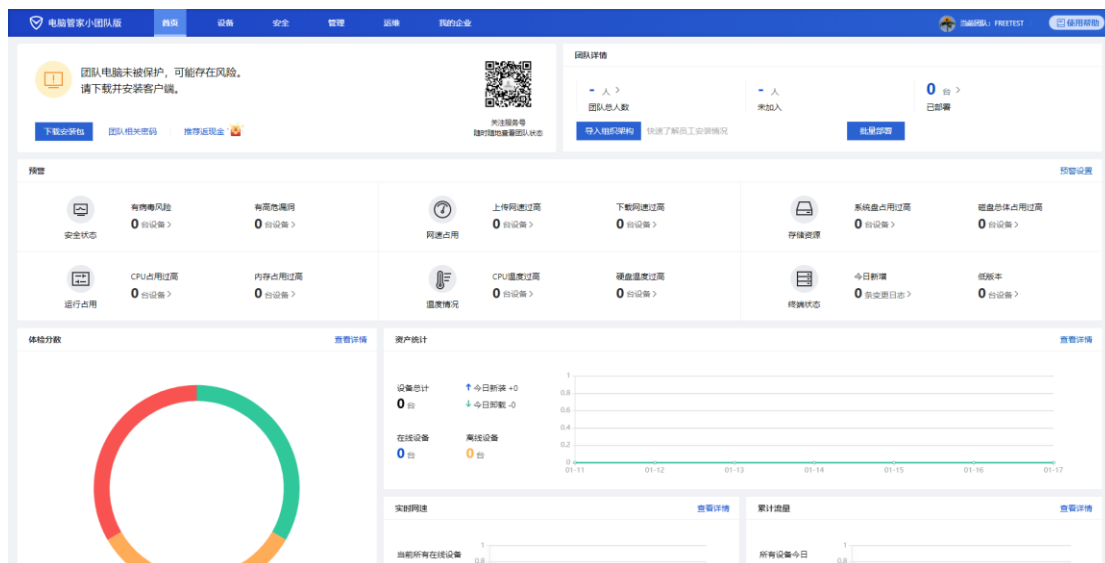 电脑管家小团队版 首页 设备 安全 管理 运维 我的企业 当前团队：FREETEST 使用帮助
团队电脑未被保护，可能存在风险。
请下载并安装客户端。
下载安装包 团队相关密码 推荐返现金
关注服务号
随时随地查看团队状态
团队详情
- 人 >
团队总人数
- 人
未加入
0 台 >
已部署
导入组织架构 快速了解员工安装情况 批量部署
预警 预警设置
安全状态
有病毒风险
0 台设备 >
有高危漏洞
0 台设备 >
网速占用
上传网速过高
0 台设备 >
下载网速过高
0 台设备 >
存储资源
系统盘占用过高
0 台设备 >
磁盘总体占用过高
0 台设备 >
运行占用
CPU占用过高
0 台设备 >
内存占用过高
0 台设备 >
温度情况
CPU温度过高
0 台设备 >
硬盘温度过高
0 台设备 >
终端状态
今日新增
0 条变更日志 >
低版本
0 台设备 >
体检分数 查看详情
资产统计 查看详情
设备总计
0 台
↑ 今日新装 +0
↓ 今日卸载 -0
在线设备
0 台
离线设备
0 台
1
0.8
0.6
0.4
0.2
0
01-11 01-12 01-13 01-14 01-15 01-16 01-17
实时网速 查看详情
当前所有在线设备
1
0.8
累计流量 查看详情
所有设备今日
1
0.8